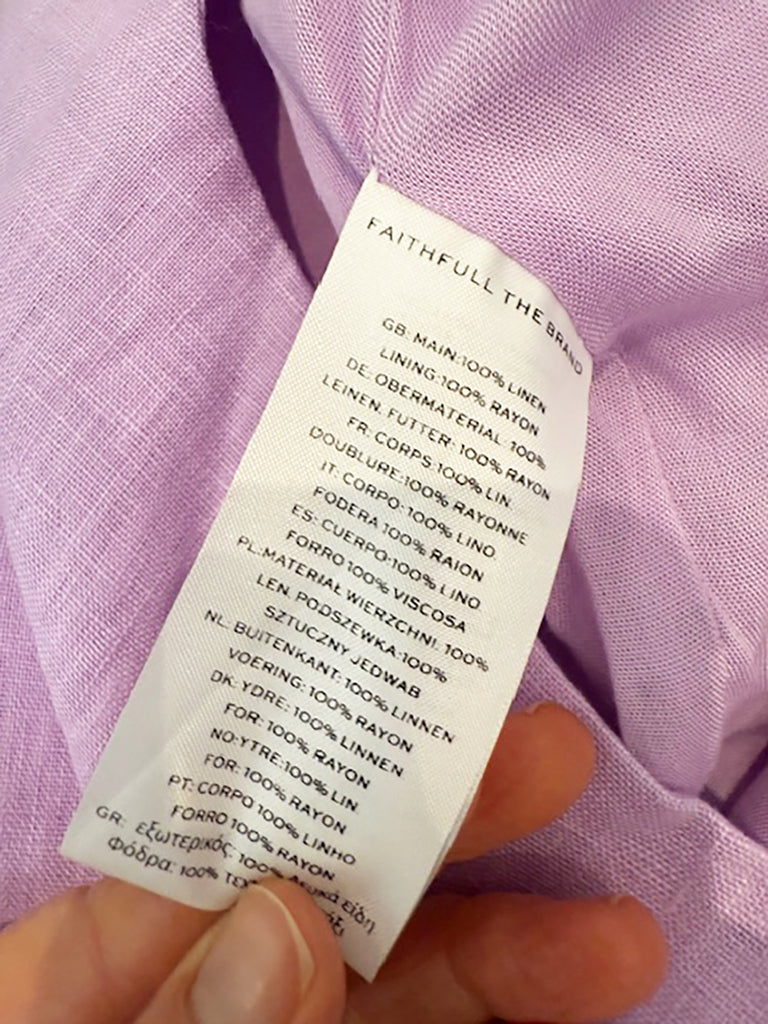 FAITHFULL THE BRAND
GB: MAIN:100% LINEN
LINING:100% RAYON
DE: OBERMATERIAL: 100%
LEINEN, FUTTER: 100% RAYON
FR: CORPS:100% LIN.
DOUBLURE:100% RAYONNE
IT: CORPO: 100% LINO
FODERA 100% RAION
ES: CUERPO:100% LINO
FORRO 100% VISCOSA
PL:MATERIAŁ WIERZCHNI. 100%
LEN. PODSZEWKA:100%
SZTUCZNY JEDWAB
NL. BUITENKANT: 100% LINNEN
VOERING: 100% RAYON
DK: YDRE: 100% LINNEN
FOR: 100% RAYON
NO:YTRE:100% LIN.
FOR: 100% RAYON
PT: CORPO 100% LINHO
FORRO 100% RAYON
GR: εξωτερικός: 100% Λευκά είδη
Φόδρα: 100%